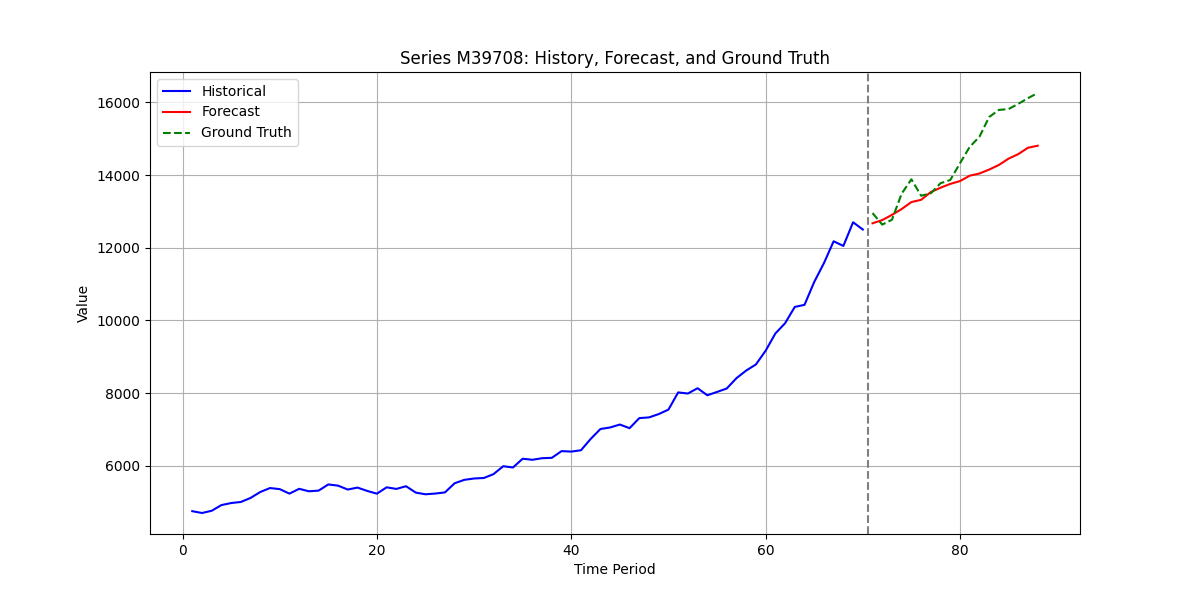 Series M39708: History, Forecast, and Ground Truth
Historical
Forecast
Ground Truth
16000
14000
12000
10000
8000
6000
Value
0
20
40
60
80
Time Period